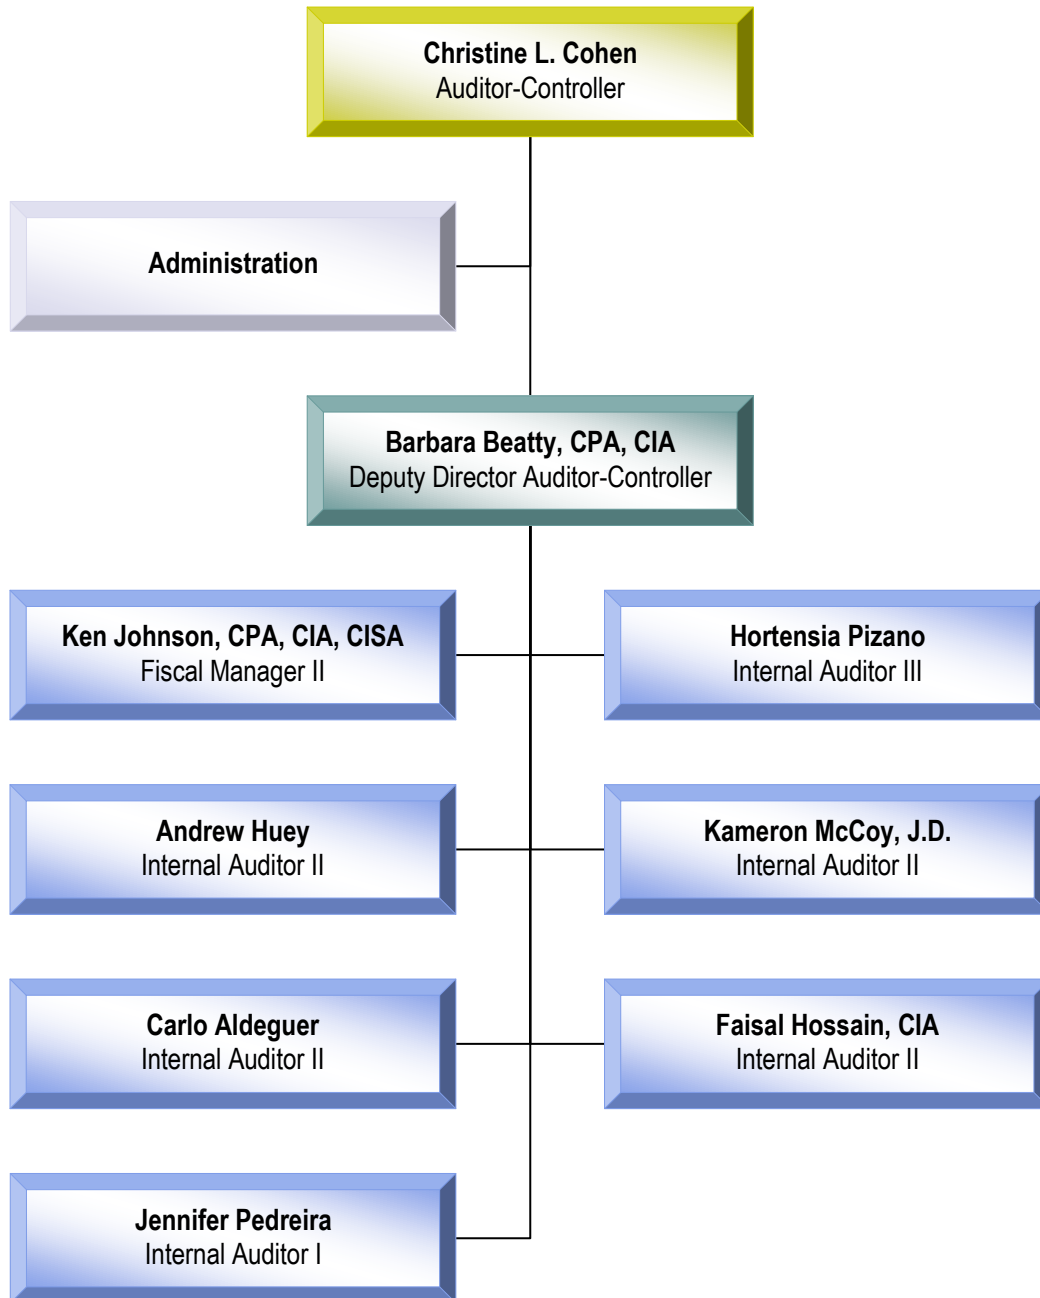 Christine L. Cohen
Auditor-Controller
Administration
Barbara Beatty, CPA, CIA
Deputy Director Auditor-Controller
Ken Johnson, CPA, CIA, CISA
Fiscal Manager II
Hortensia Pizano
Internal Auditor III
Andrew Huey
Internal Auditor II
Kameron McCoy, J.D.
Internal Auditor II
Carlo Aldeguer
Internal Auditor II
Faisal Hossain, CIA
Internal Auditor II
Jennifer Pedreira
Internal Auditor I